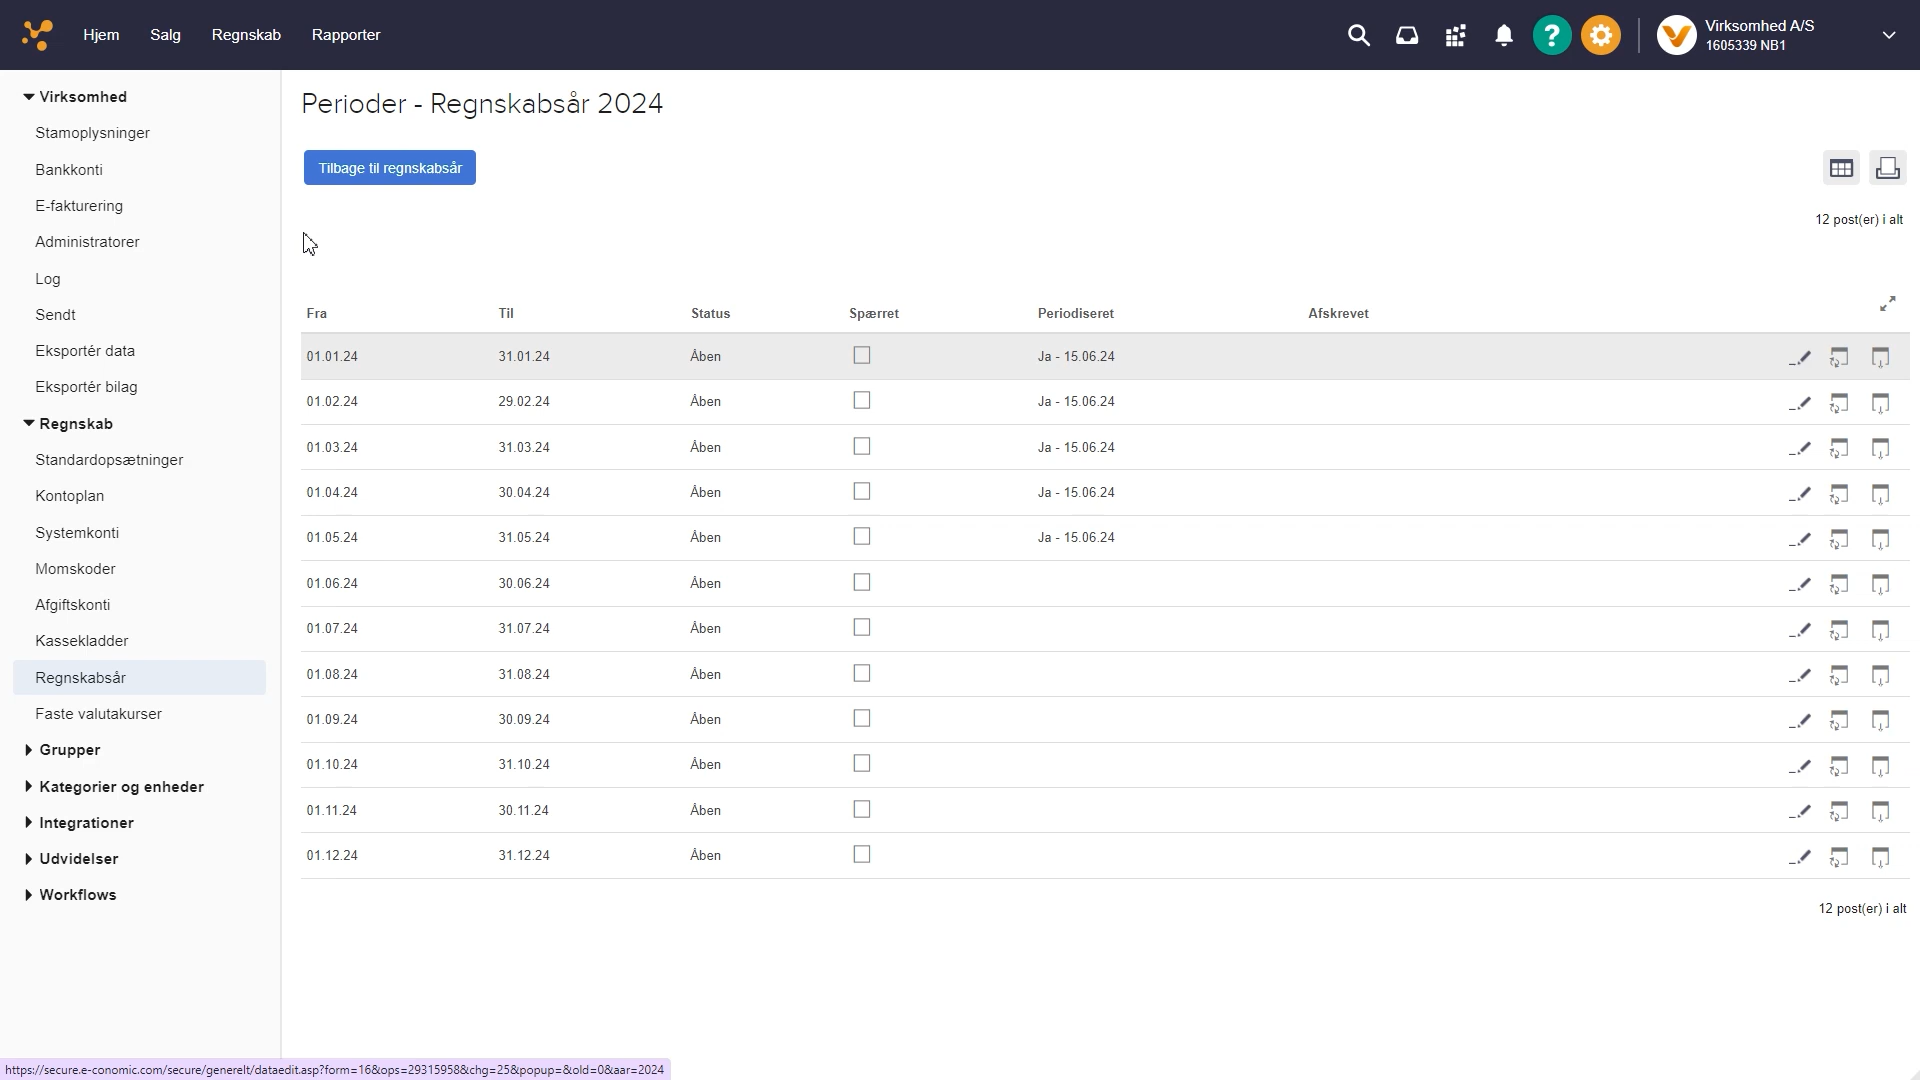 Hjem Salg Regnskab Rapporter
? Virksomhed A/S
1605339 NB1
Virksomhed
Stamoplysninger
Bankkonti
E-fakturering
Administratorer
Log
Sendt
Eksportér data
Eksportér bilag
Regnskab
Standardopsætninger
Kontoplan
Systemkonti
Momskoder
Afgiftskonti
Kassekladder
Regnskabsår
Faste valutakurser
Grupper
Kategorier og enheder
Integrationer
Udvidelser
Workflows
Perioder - Regnskabsår 2024
Tilbage til regnskabsår
12 post(er) i alt
Fra Til Status Spærret Periodiseret Afskrevet
01.01.24 31.01.24 Åben Ja - 15.06.24
01.02.24 29.02.24 Åben Ja - 15.06.24
01.03.24 31.03.24 Åben Ja - 15.06.24
01.04.24 30.04.24 Åben Ja - 15.06.24
01.05.24 31.05.24 Åben Ja - 15.06.24
01.06.24 30.06.24 Åben
01.07.24 31.07.24 Åben
01.08.24 31.08.24 Åben
01.09.24 30.09.24 Åben
01.10.24 31.10.24 Åben
01.11.24 30.11.24 Åben
01.12.24 31.12.24 Åben
12 post(er) i alt
https://secure.e-conomic.com/secure/generelt/dataedit.asp?form=16&ops=29315958&chg=25&popup=&old=0&aar=2024